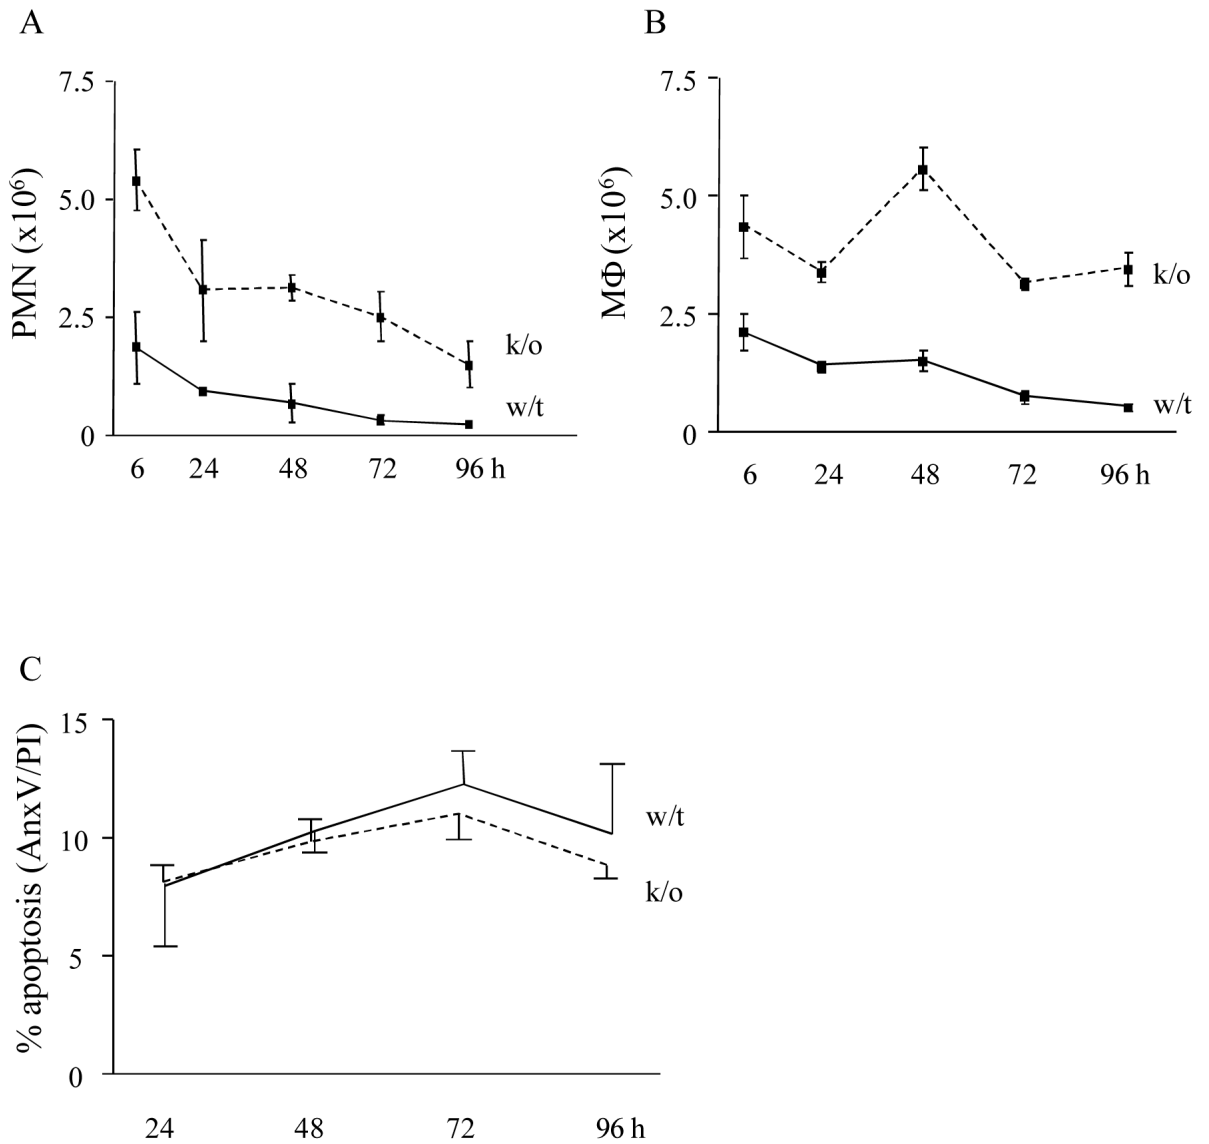 A
PMN (x10⁶)
7.5
5.0
2.5
0
k/o
w/t
6 24 48 72 96 h
B
MΦ (x10⁶)
7.5
5.0
2.5
0
k/o
w/t
6 24 48 72 96 h
C
% apoptosis (AnxV/PI)
15
10
5
0
w/t
k/o
24 48 72 96 h